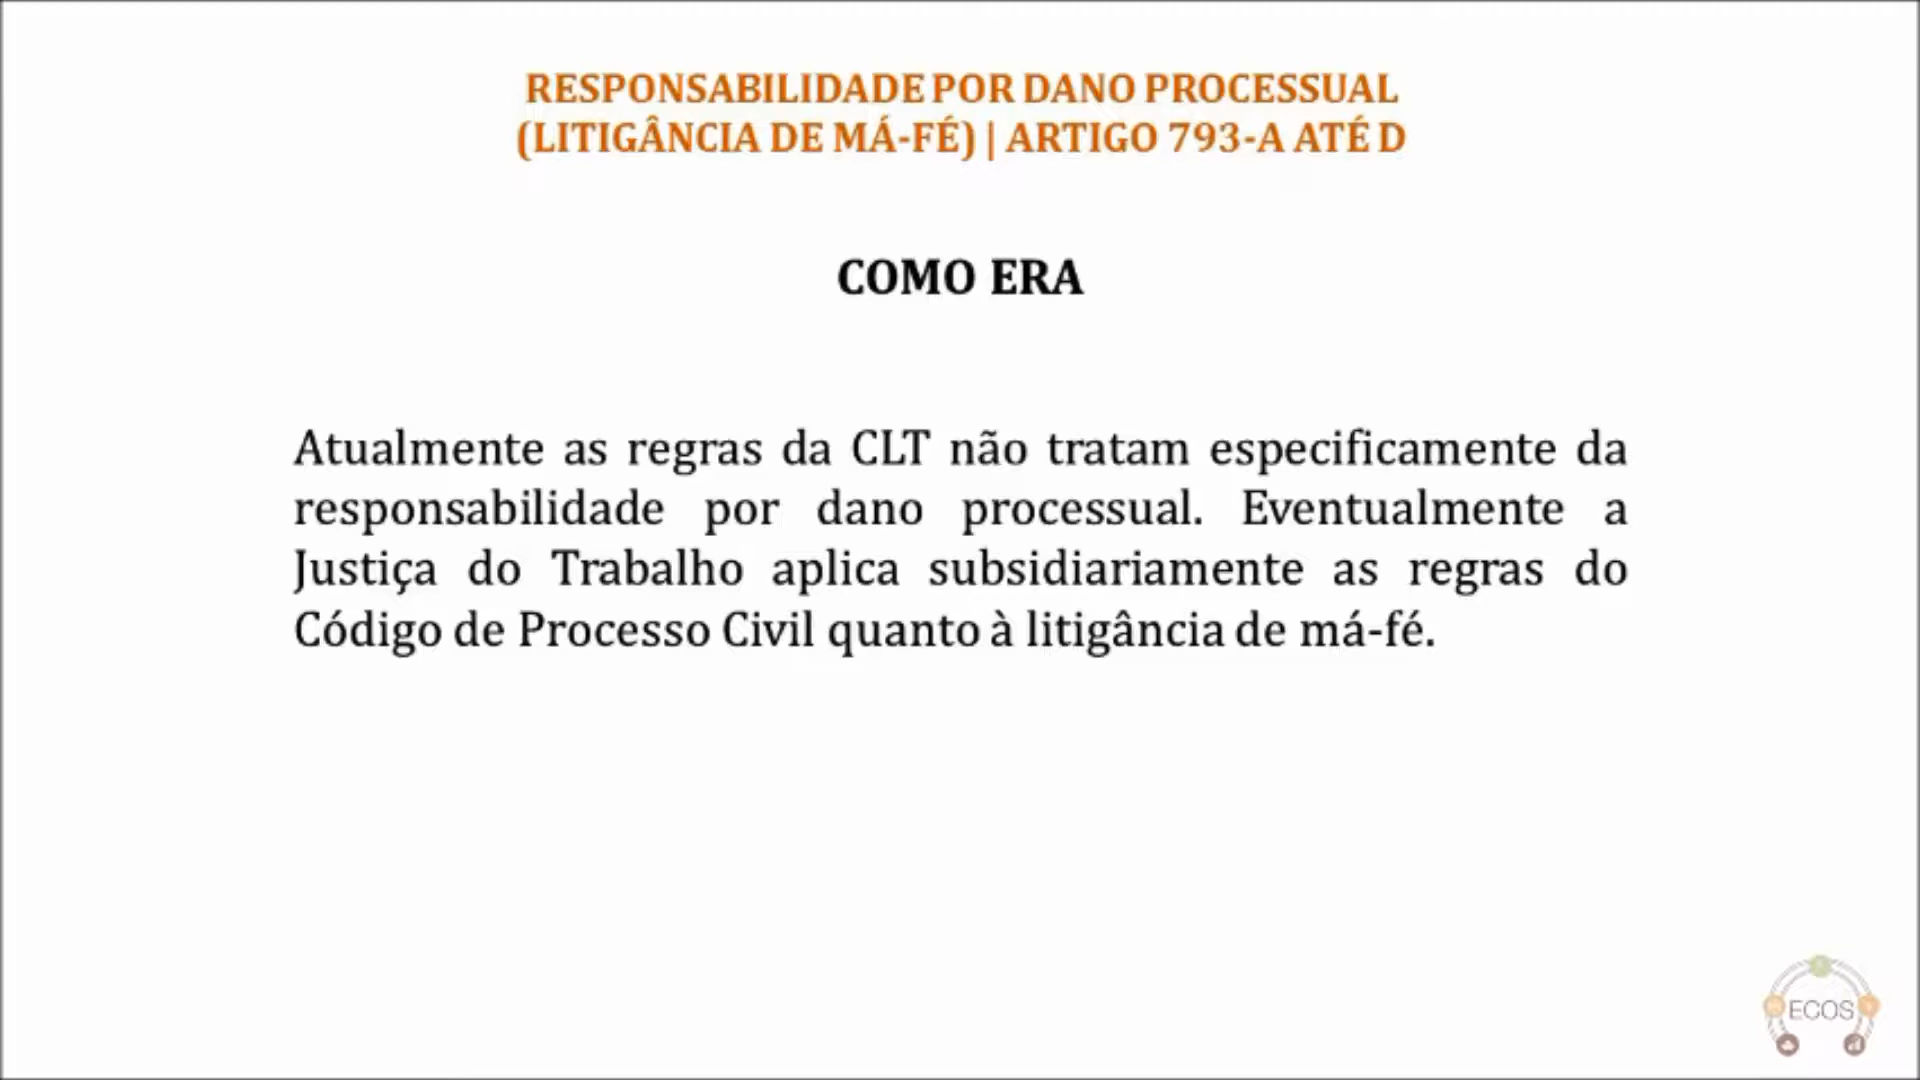 RESPONSABILIDADE POR DANO PROCESSUAL
(LITIGÂNCIA DE MÁ-FÉ) | ARTIGO 793-A ATÉ D
COMO ERA
Atualmente as regras da CLT não tratam especificamente da
responsabilidade por dano processual. Eventualmente a
Justiça do Trabalho aplica subsidiariamente as regras do
Código de Processo Civil quanto à litigância de má-fé.
ECOS